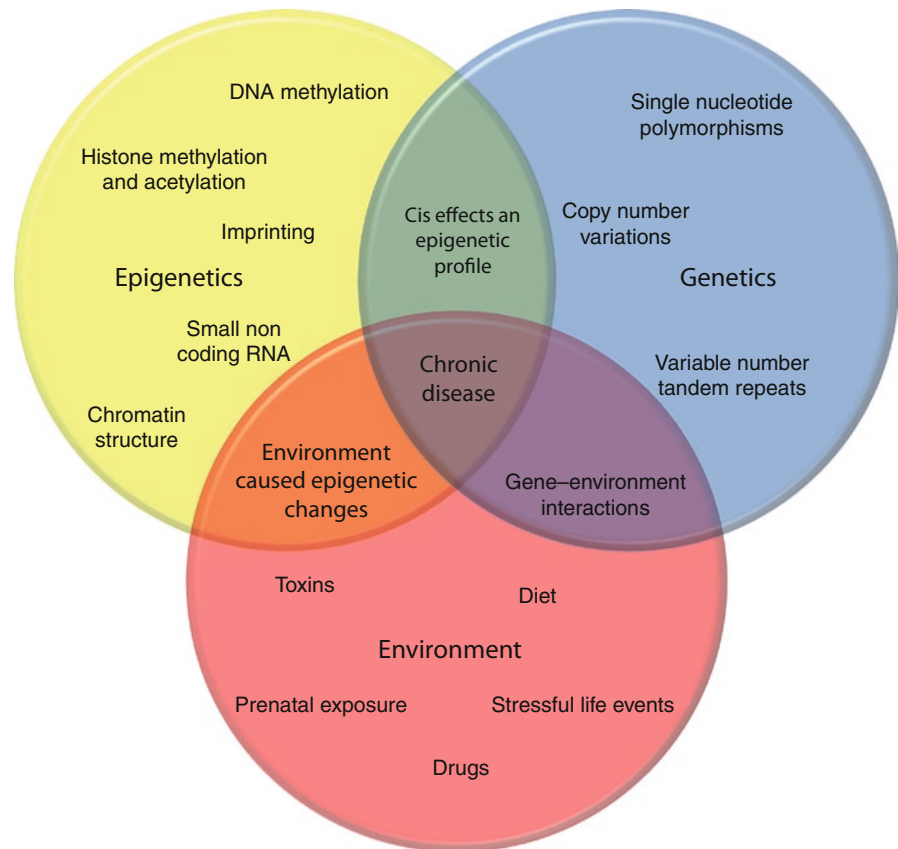 DNA methylation
Histone methylation
and acetylation
Imprinting
Epigenetics
Small non
coding RNA
Chromatin
structure
Cis effects an
epigenetic
profile
Single nucleotide
polymorphisms
Copy number
variations
Genetics
Variable number
tandem repeats
Chronic
disease
Environment
caused epigenetic
changes
Gene–environment
interactions
Toxins
Diet
Environment
Prenatal exposure
Stressful life events
Drugs